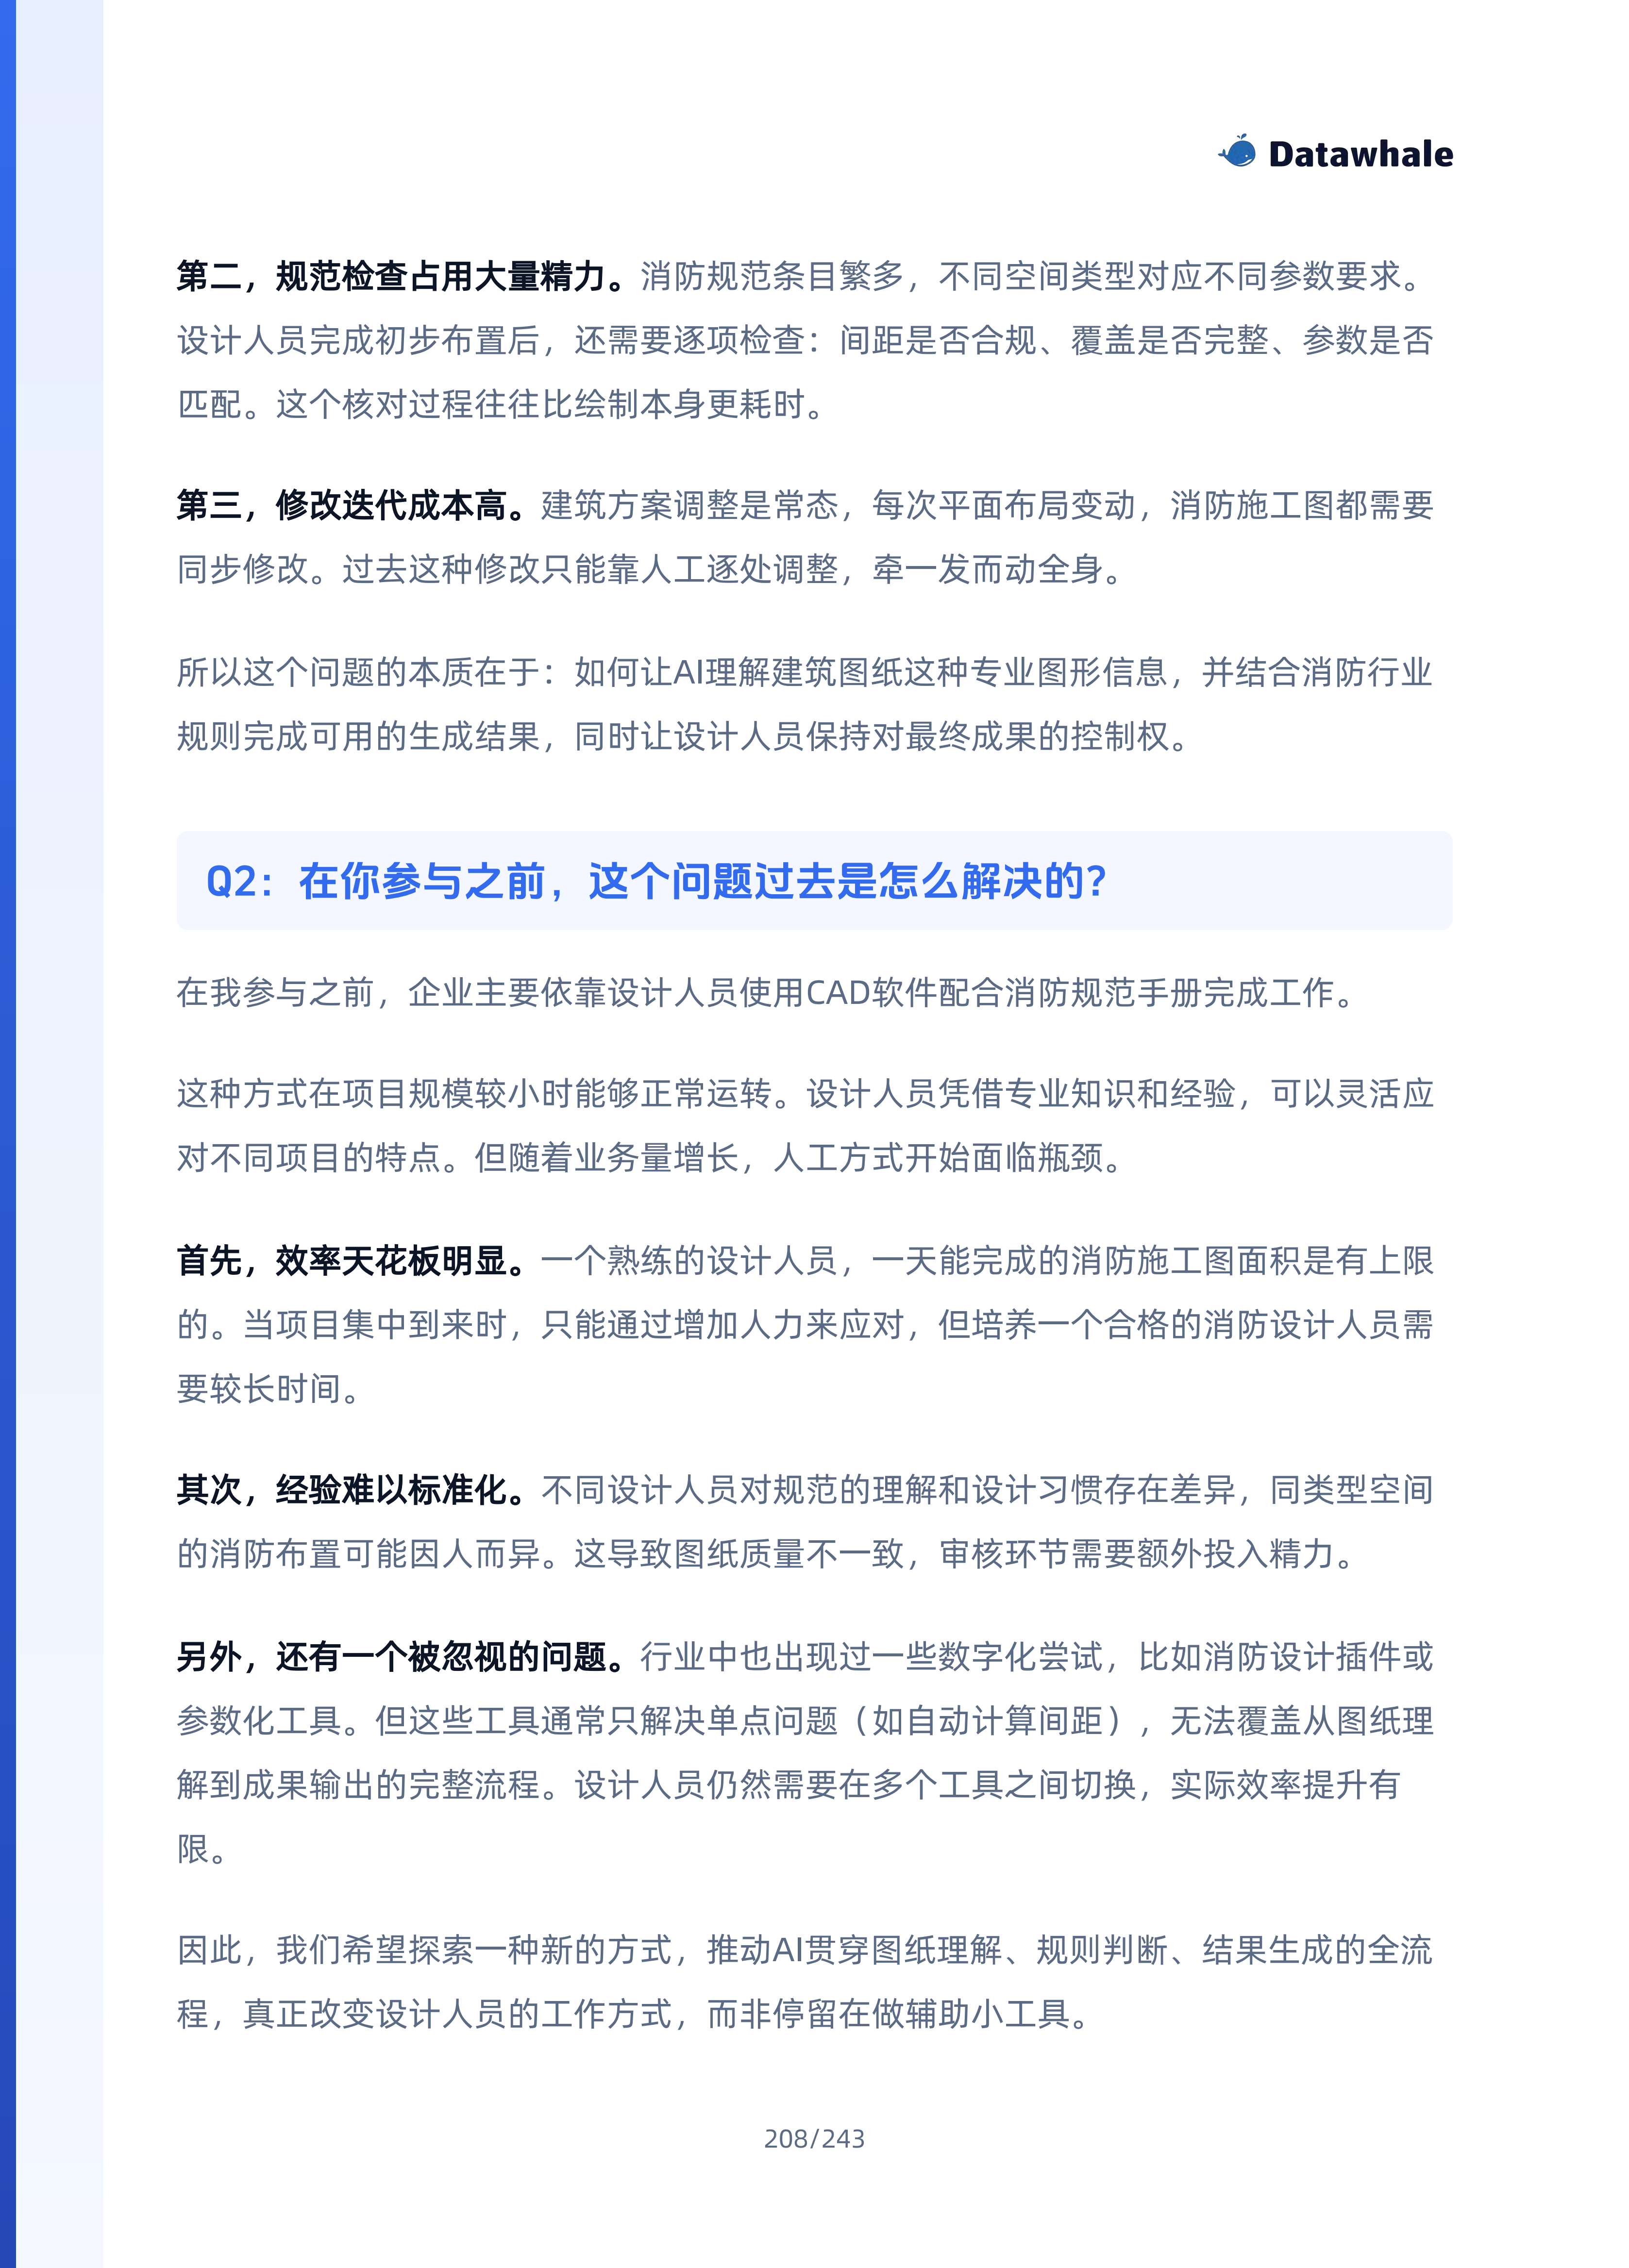 Datawhale
第二，规范检查占用大量精力。消防规范条目繁多，不同空间类型对应不同参数要求。
设计人员完成初步布置后，还需要逐项检查：间距是否合规、覆盖是否完整、参数是否
匹配。这个核对过程往往比绘制本身更耗时。
第三，修改迭代成本高。建筑方案调整是常态，每次平面布局变动，消防施工图都需要
同步修改。过去这种修改只能靠人工逐处调整，牵一发而动全身。
所以这个问题的本质在于：如何让AI理解建筑图纸这种专业图形信息，并结合消防行业
规则完成可用的生成结果，同时让设计人员保持对最终成果的控制权。
Q2：在你参与之前，这个问题过去是怎么解决的？
在我参与之前，企业主要依靠设计人员使用CAD软件配合消防规范手册完成工作。
这种方式在项目规模较小时能够正常运转。设计人员凭借专业知识和经验，可以灵活应
对不同项目的特点。但随着业务量增长，人工方式开始面临瓶颈。
首先，效率天花板明显。一个熟练的设计人员，一天能完成的消防施工图面积是有上限
的。当项目集中到来时，只能通过增加人力来应对，但培养一个合格的消防设计人员需
要较长时间。
其次，经验难以标准化。不同设计人员对规范的理解和设计习惯存在差异，同类型空间
的消防布置可能因人而异。这导致图纸质量不一致，审核环节需要额外投入精力。
另外，还有一个被忽视的问题。行业中也出现过一些数字化尝试，比如消防设计插件或
参数化工具。但这些工具通常只解决单点问题（如自动计算间距），无法覆盖从图纸理
解到成果输出的完整流程。设计人员仍然需要在多个工具之间切换，实际效率提升有
限。
因此，我们希望探索一种新的方式，推动AI贯穿图纸理解、规则判断、结果生成的全流
程，真正改变设计人员的工作方式，而非停留在做辅助小工具。
208/243